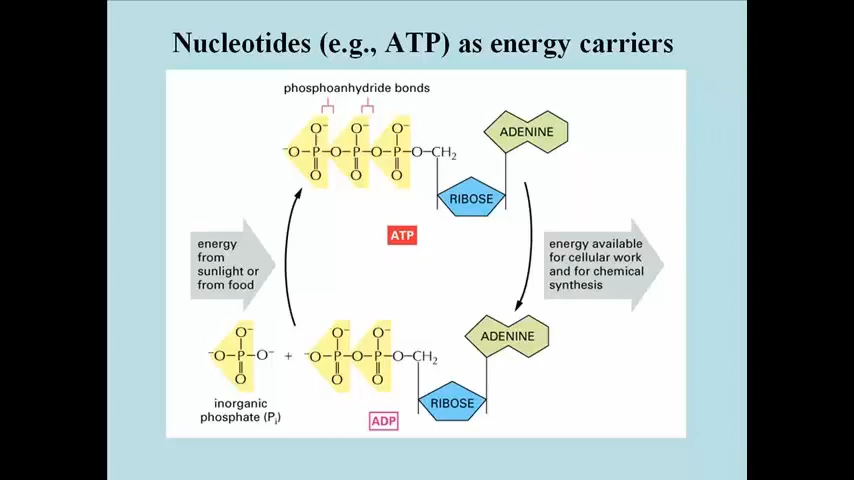 Nucleotides (e.g., ATP) as energy carriers
phosphoanhydride bonds
O⁻ O⁻ O⁻
⁻O–P–O–P–O–P–O–CH₂
O O O
ADENINE
RIBOSE
ATP
energy
from
sunlight or
from food
energy available
for cellular work
and for chemical
synthesis
O⁻
⁻O–P–O⁻
O
+
O⁻ O⁻
⁻O–P–O–P–O–CH₂
O O
ADENINE
RIBOSE
inorganic
phosphate (Pᵢ)
ADP